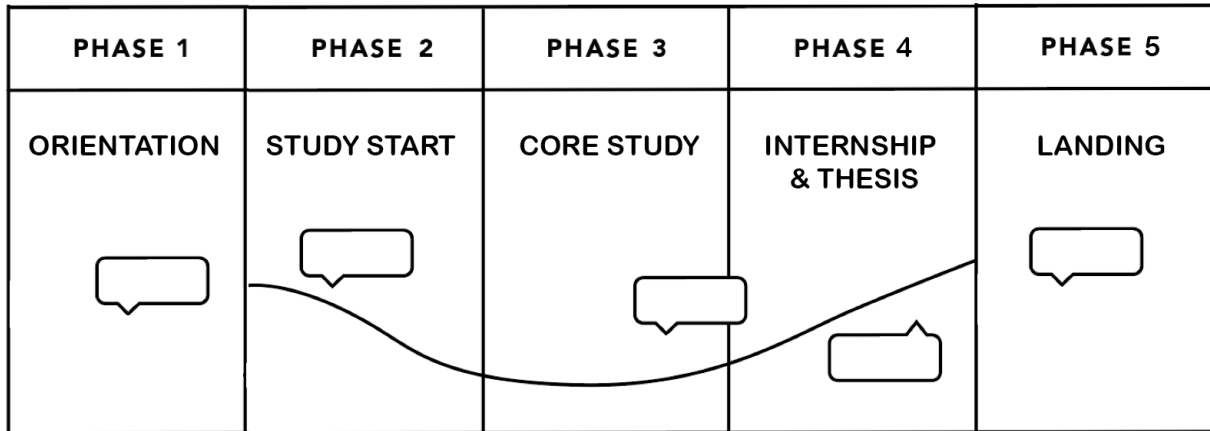 PHASE 1
PHASE 2
PHASE 3
PHASE 4
PHASE 5
ORIENTATION
STUDY START
CORE STUDY
INTERNSHIP
& THESIS
LANDING